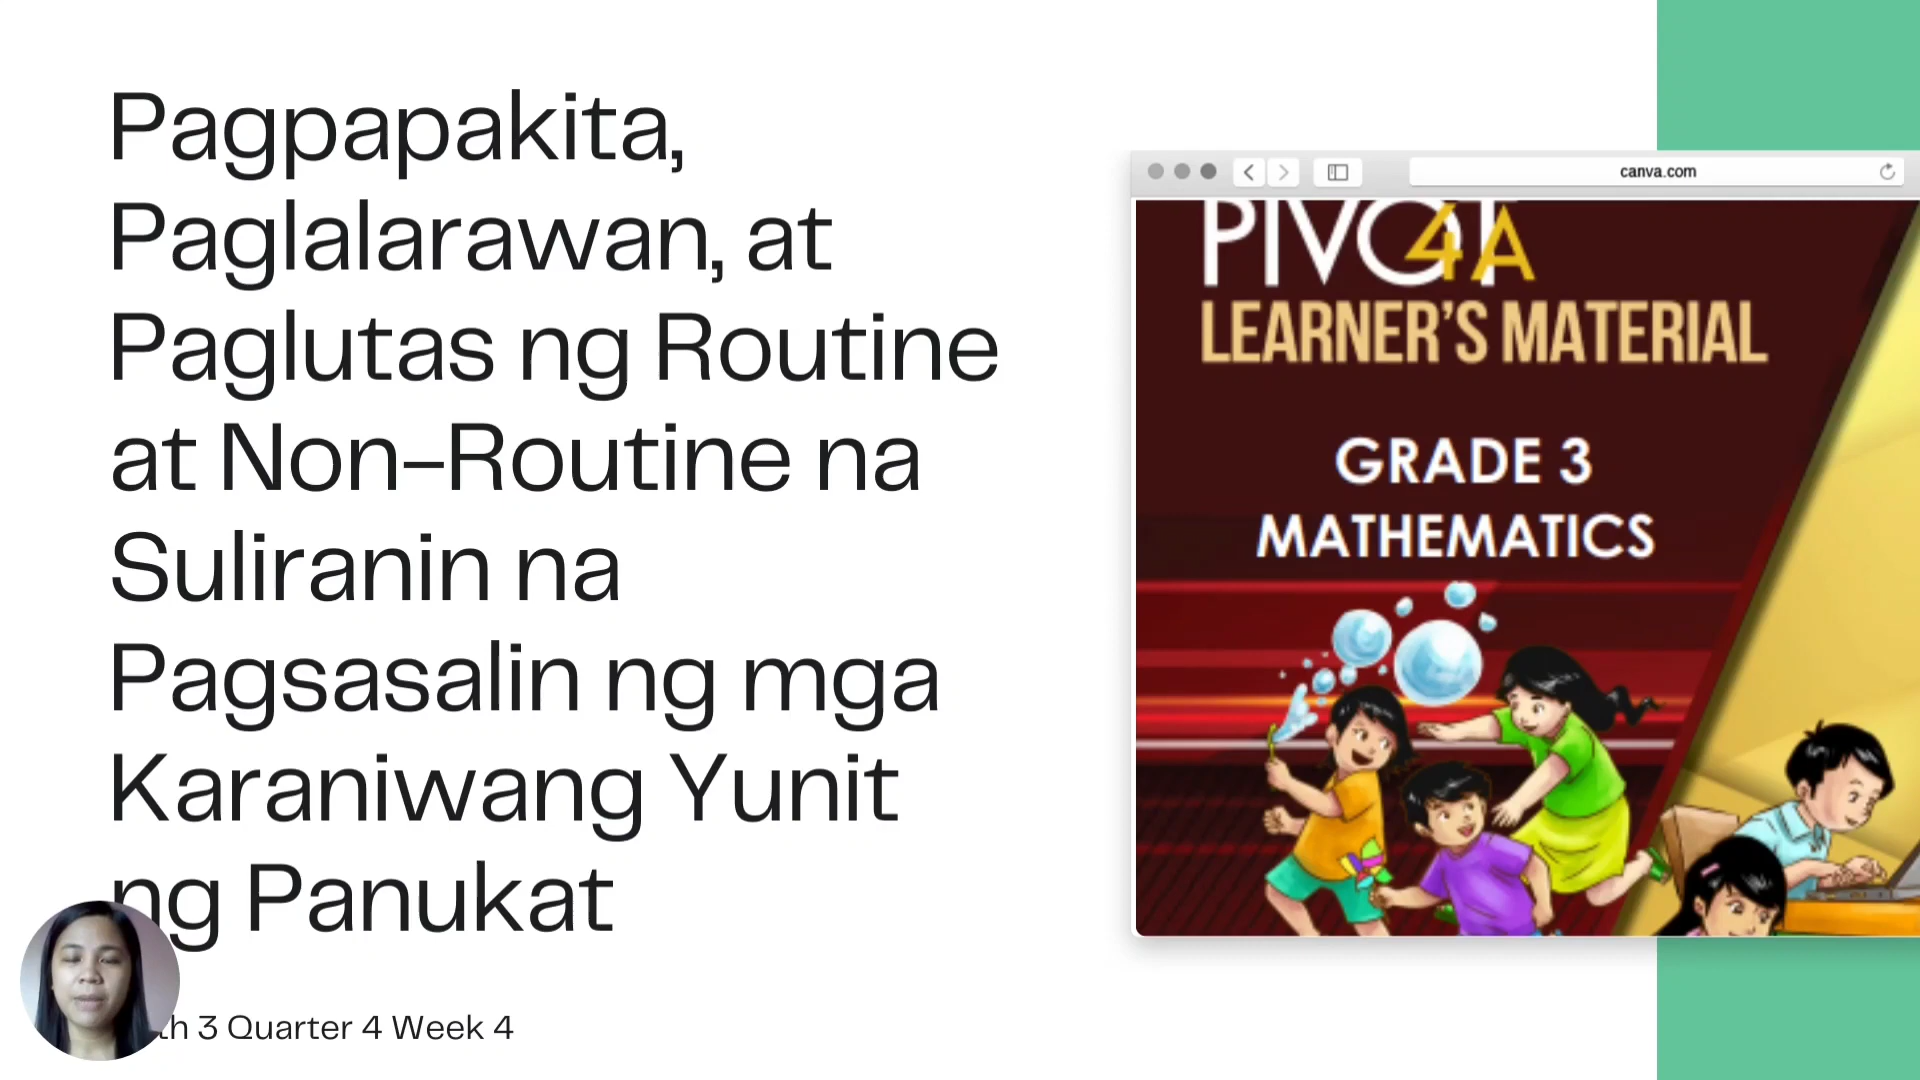 Pagpapakita,
Paglalarawan, at
Paglutas ng Routine
at Non-Routine na
Suliranin na
Pagsasalin ng mga
Karaniwang Yunit
ng Panukat
3 Quarter 4 Week 4
canva.com
PIVOT 4A
LEARNER'S MATERIAL
GRADE 3
MATHEMATICS